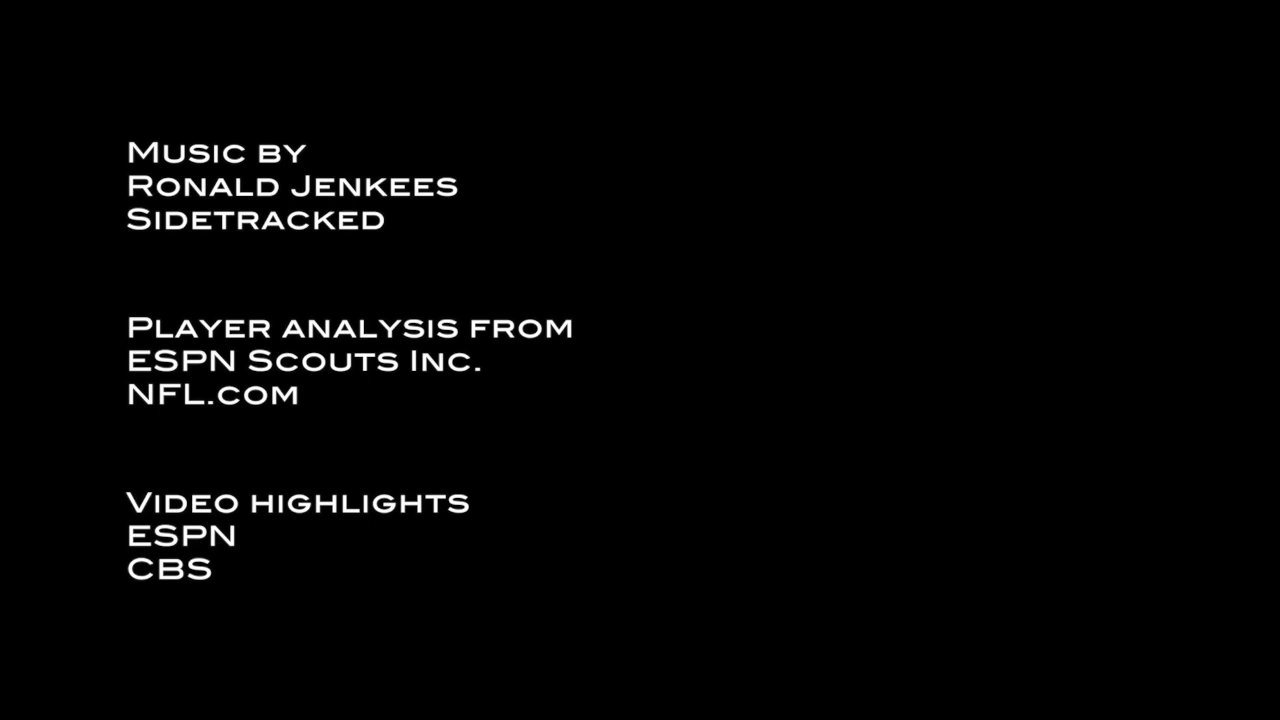 Music by
Ronald Jenkees
Sidetracked
Player analysis from
ESPN Scouts Inc.
NFL.com
Video highlights
ESPN
CBS